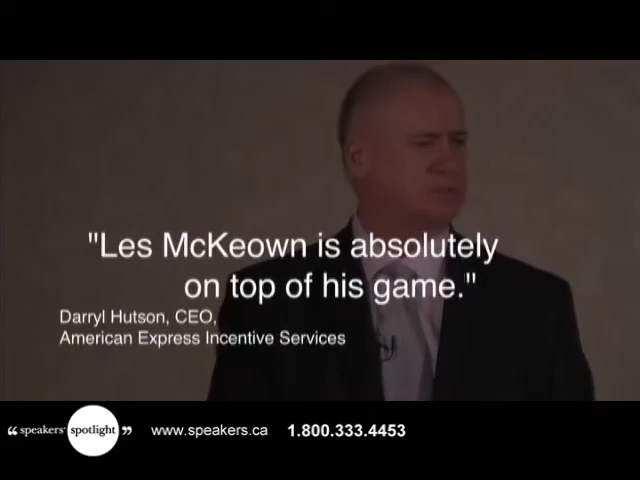 "Les McKeown is absolutely
on top of his game."
Darryl Hutson, CEO,
American Express Incentive Services
“speakers' spotlight” www.speakers.ca 1.800.333.4453